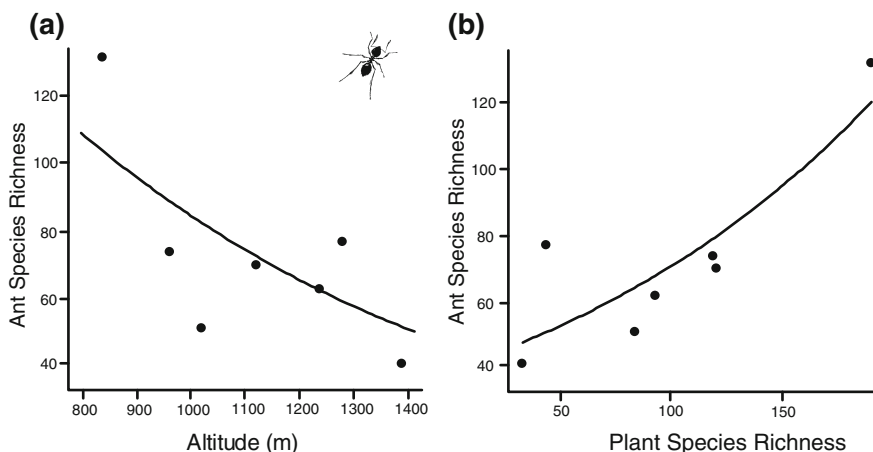 (a)
Ant Species Richness
120
100
80
60
40
800 900 1000 1100 1200 1300 1400
Altitude (m)
(b)
Ant Species Richness
120
100
80
60
40
50 100 150
Plant Species Richness